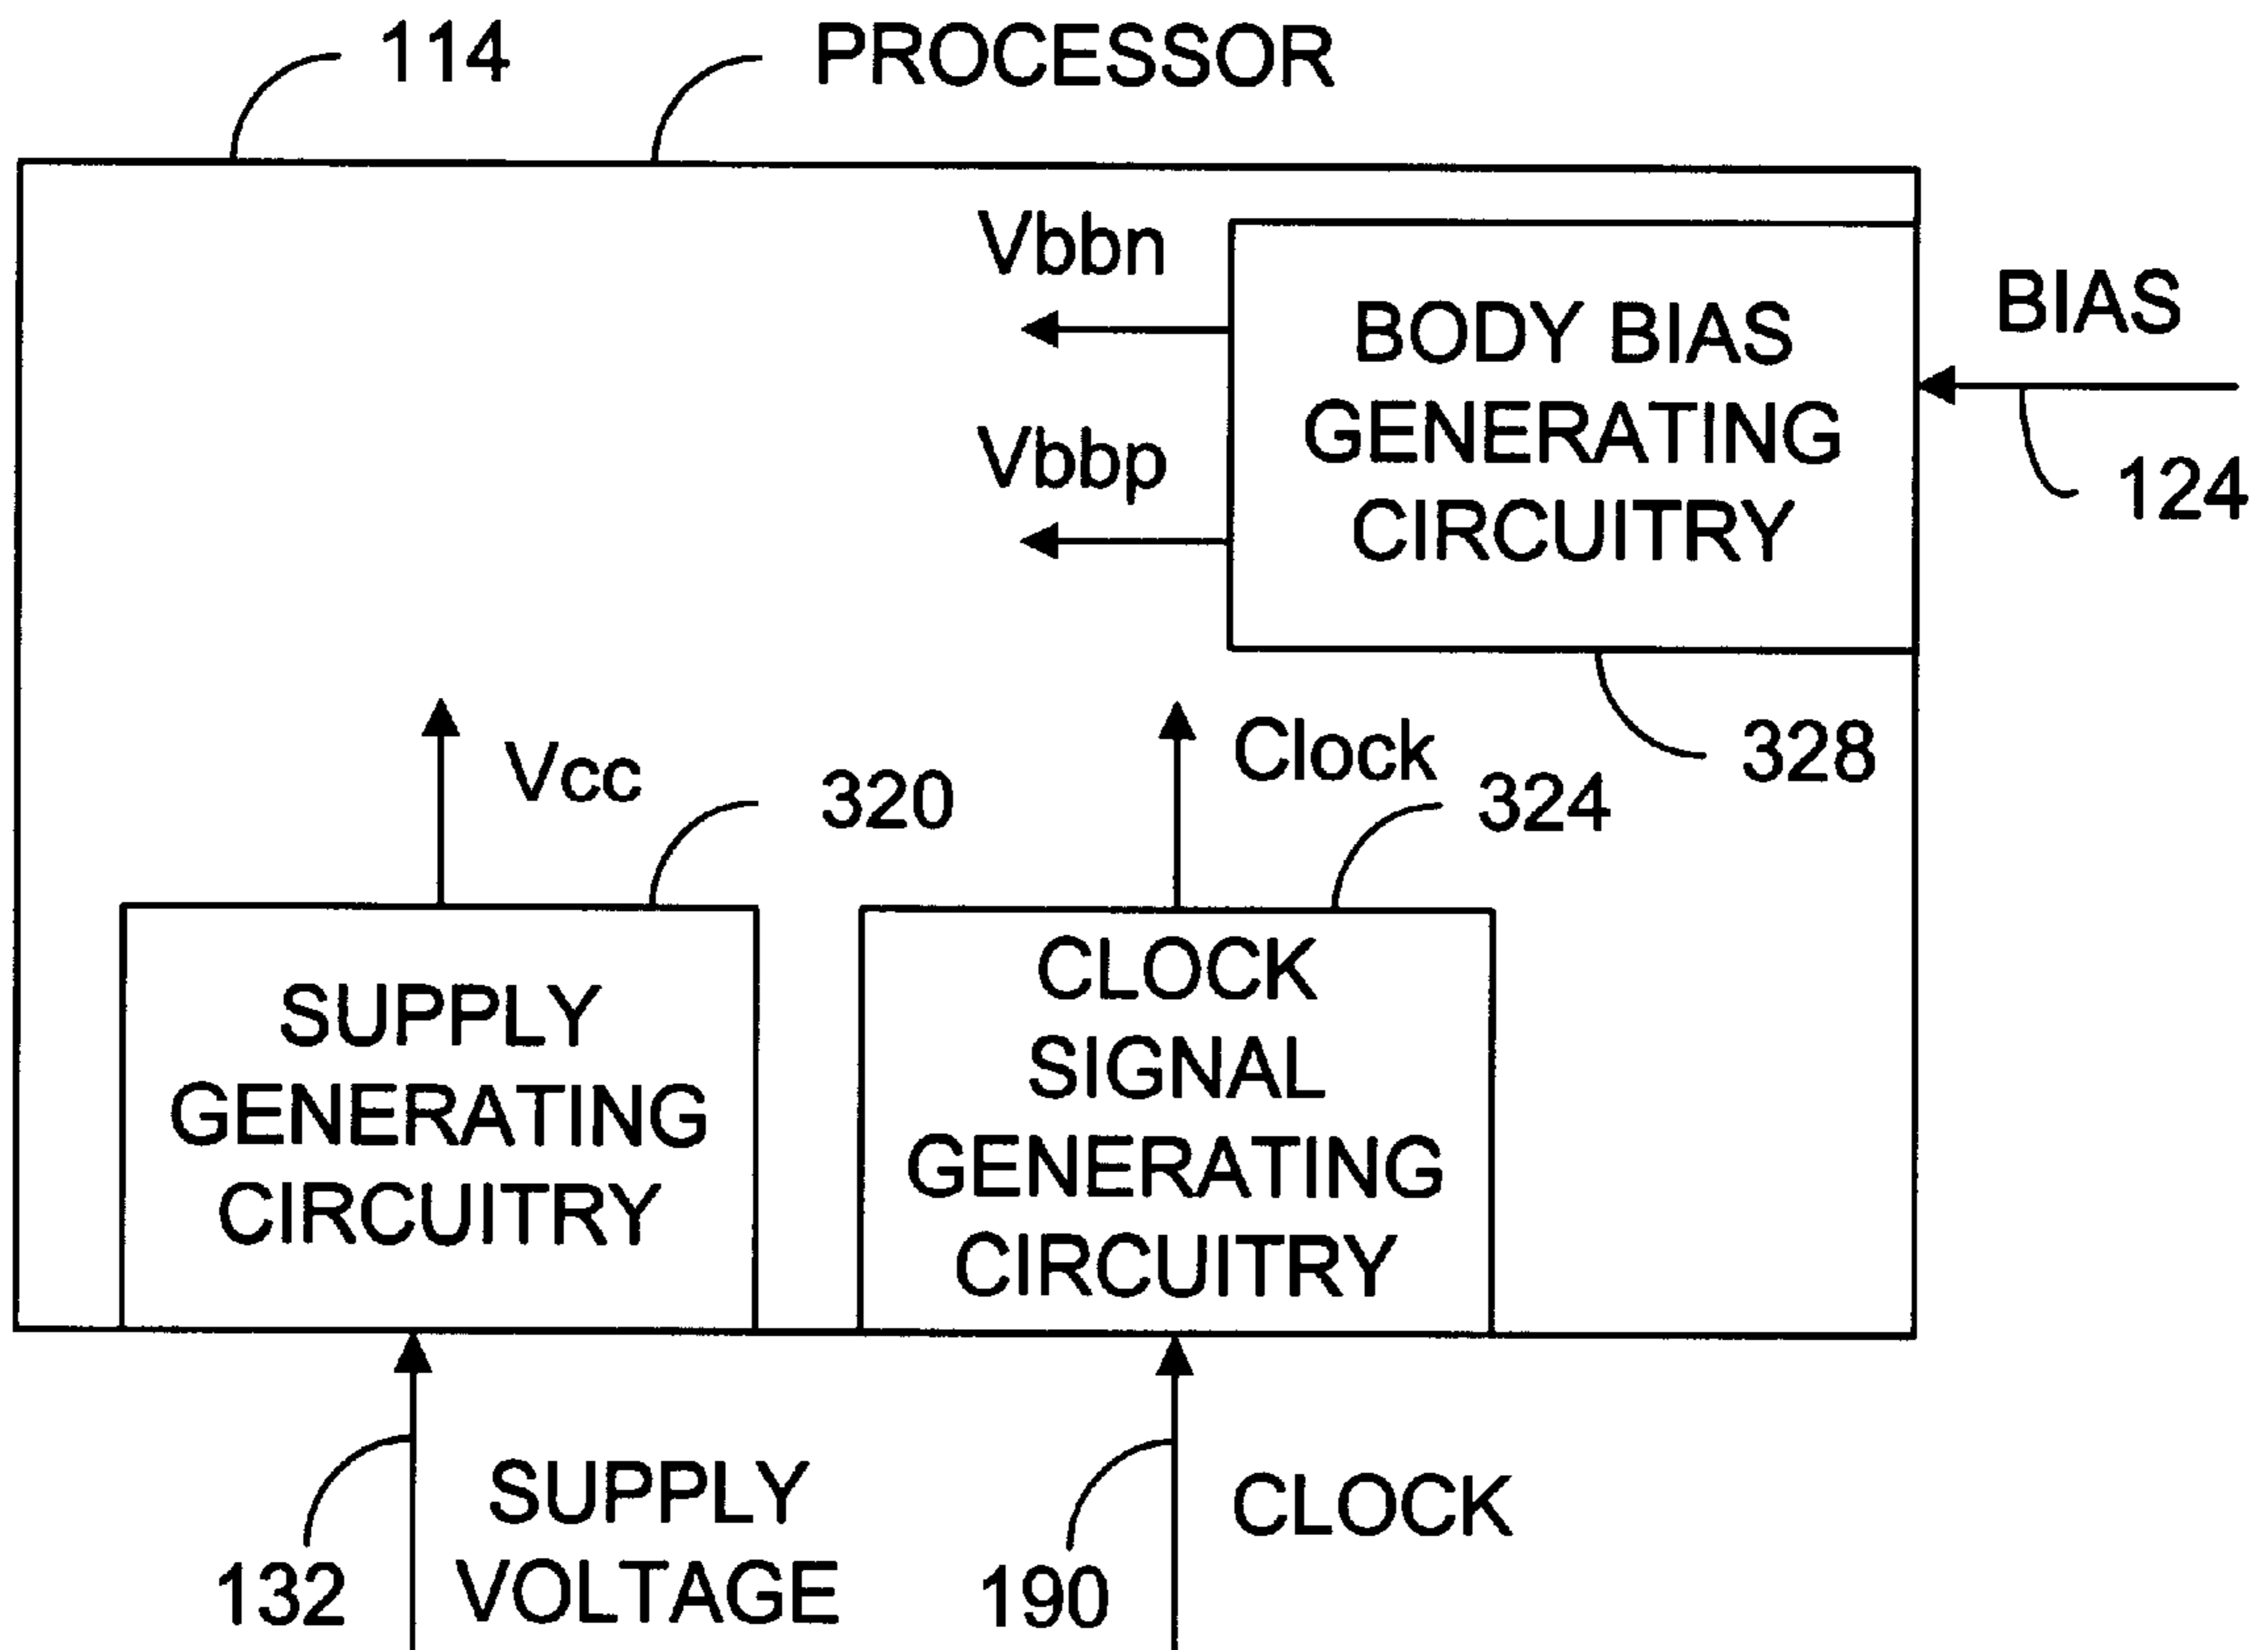 114
PROCESSOR
Vbbn
BODY BIAS
GENERATING
CIRCUITRY
BIAS
Vbbp
124
Vcc
320
Clock
324
328
SUPPLY
GENERATING
CIRCUITRY
CLOCK
SIGNAL
GENERATING
CIRCUITRY
132
SUPPLY
VOLTAGE
190
CLOCK